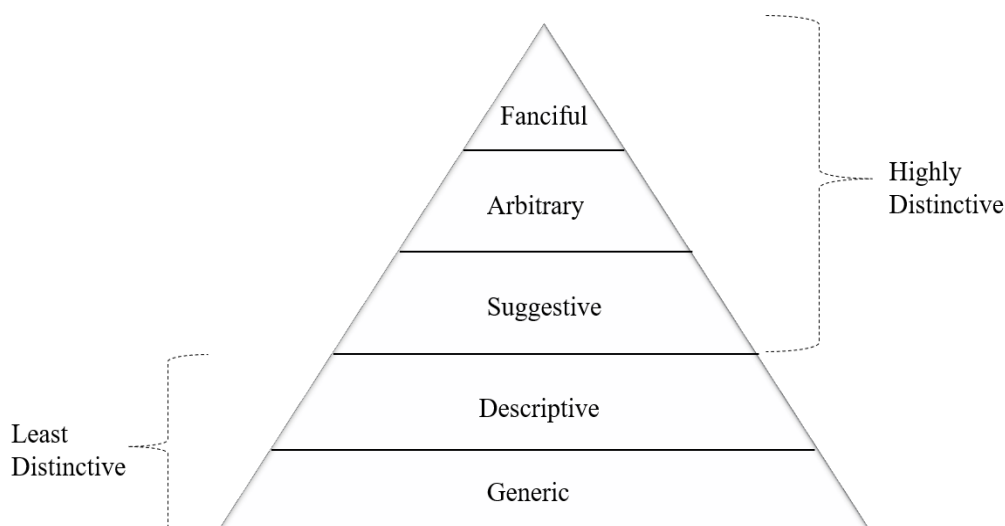 Fanciful
Highly
Distinctive
Arbitrary
Suggestive
Descriptive
Least
Distinctive
Generic